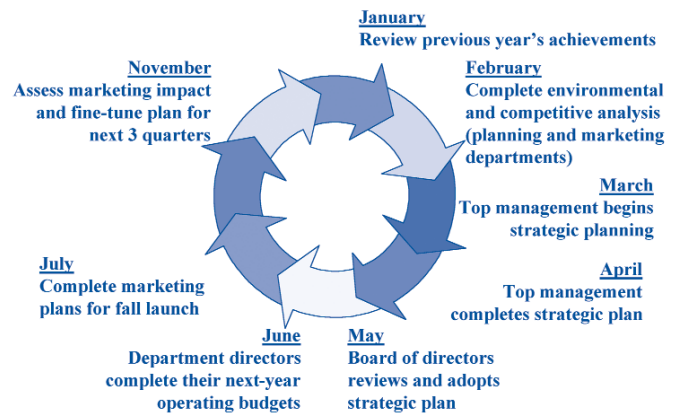 January
Review previous year's achievements
February
Complete environmental
and competitive analysis
(planning and marketing
departments)
March
Top management begins
strategic planning
April
Top management
completes strategic plan
May
Board of directors
reviews and adopts
strategic plan
June
Department directors
complete their next-year
operating budgets
July
Complete marketing
plans for fall launch
November
Assess marketing impact
and fine-tune plan for
next 3 quarters